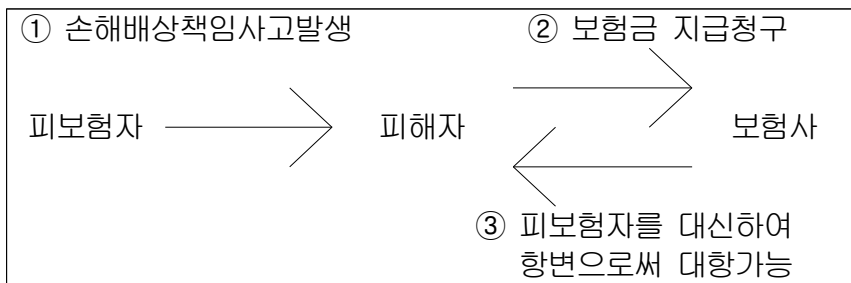 ① 손해배상책임사고발생
② 보험금 지급청구
피보험자
피해자
보험사
③ 피보험자를 대신하여
항변으로써 대항가능